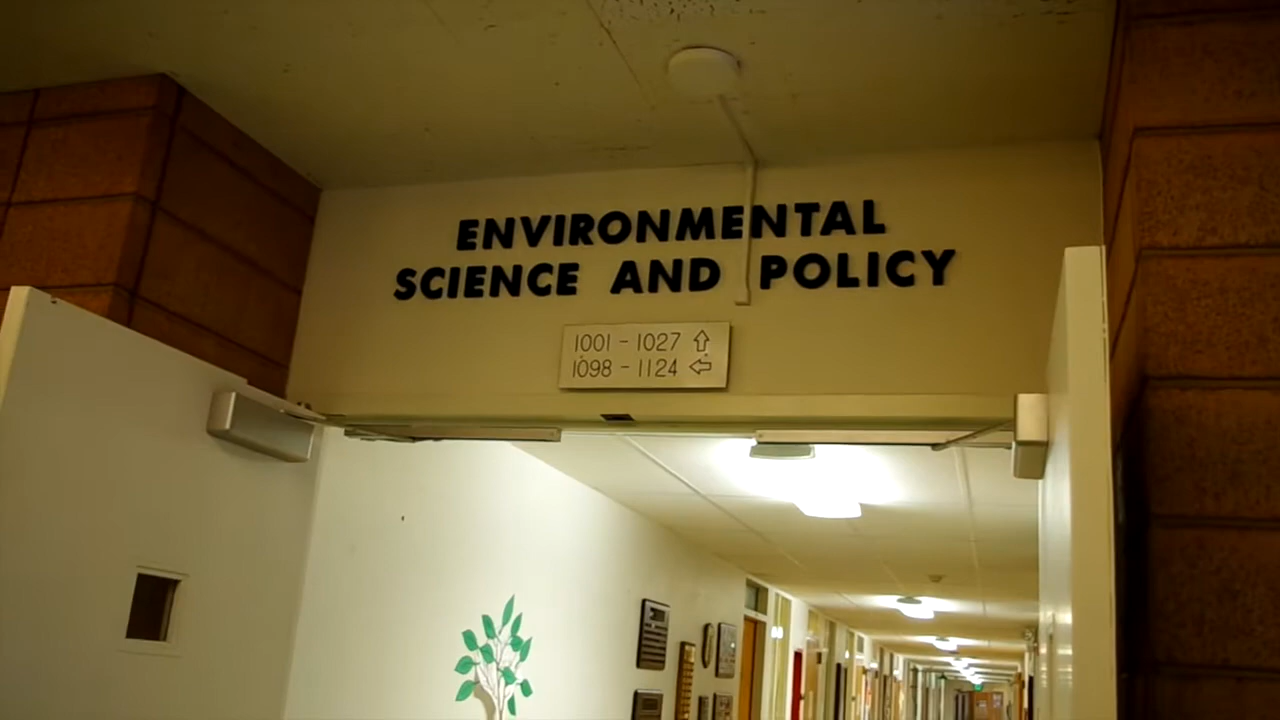 ENVIRONMENTAL
SCIENCE AND POLICY
1001 - 1027 ⇧
1098 - 1124 ⇦